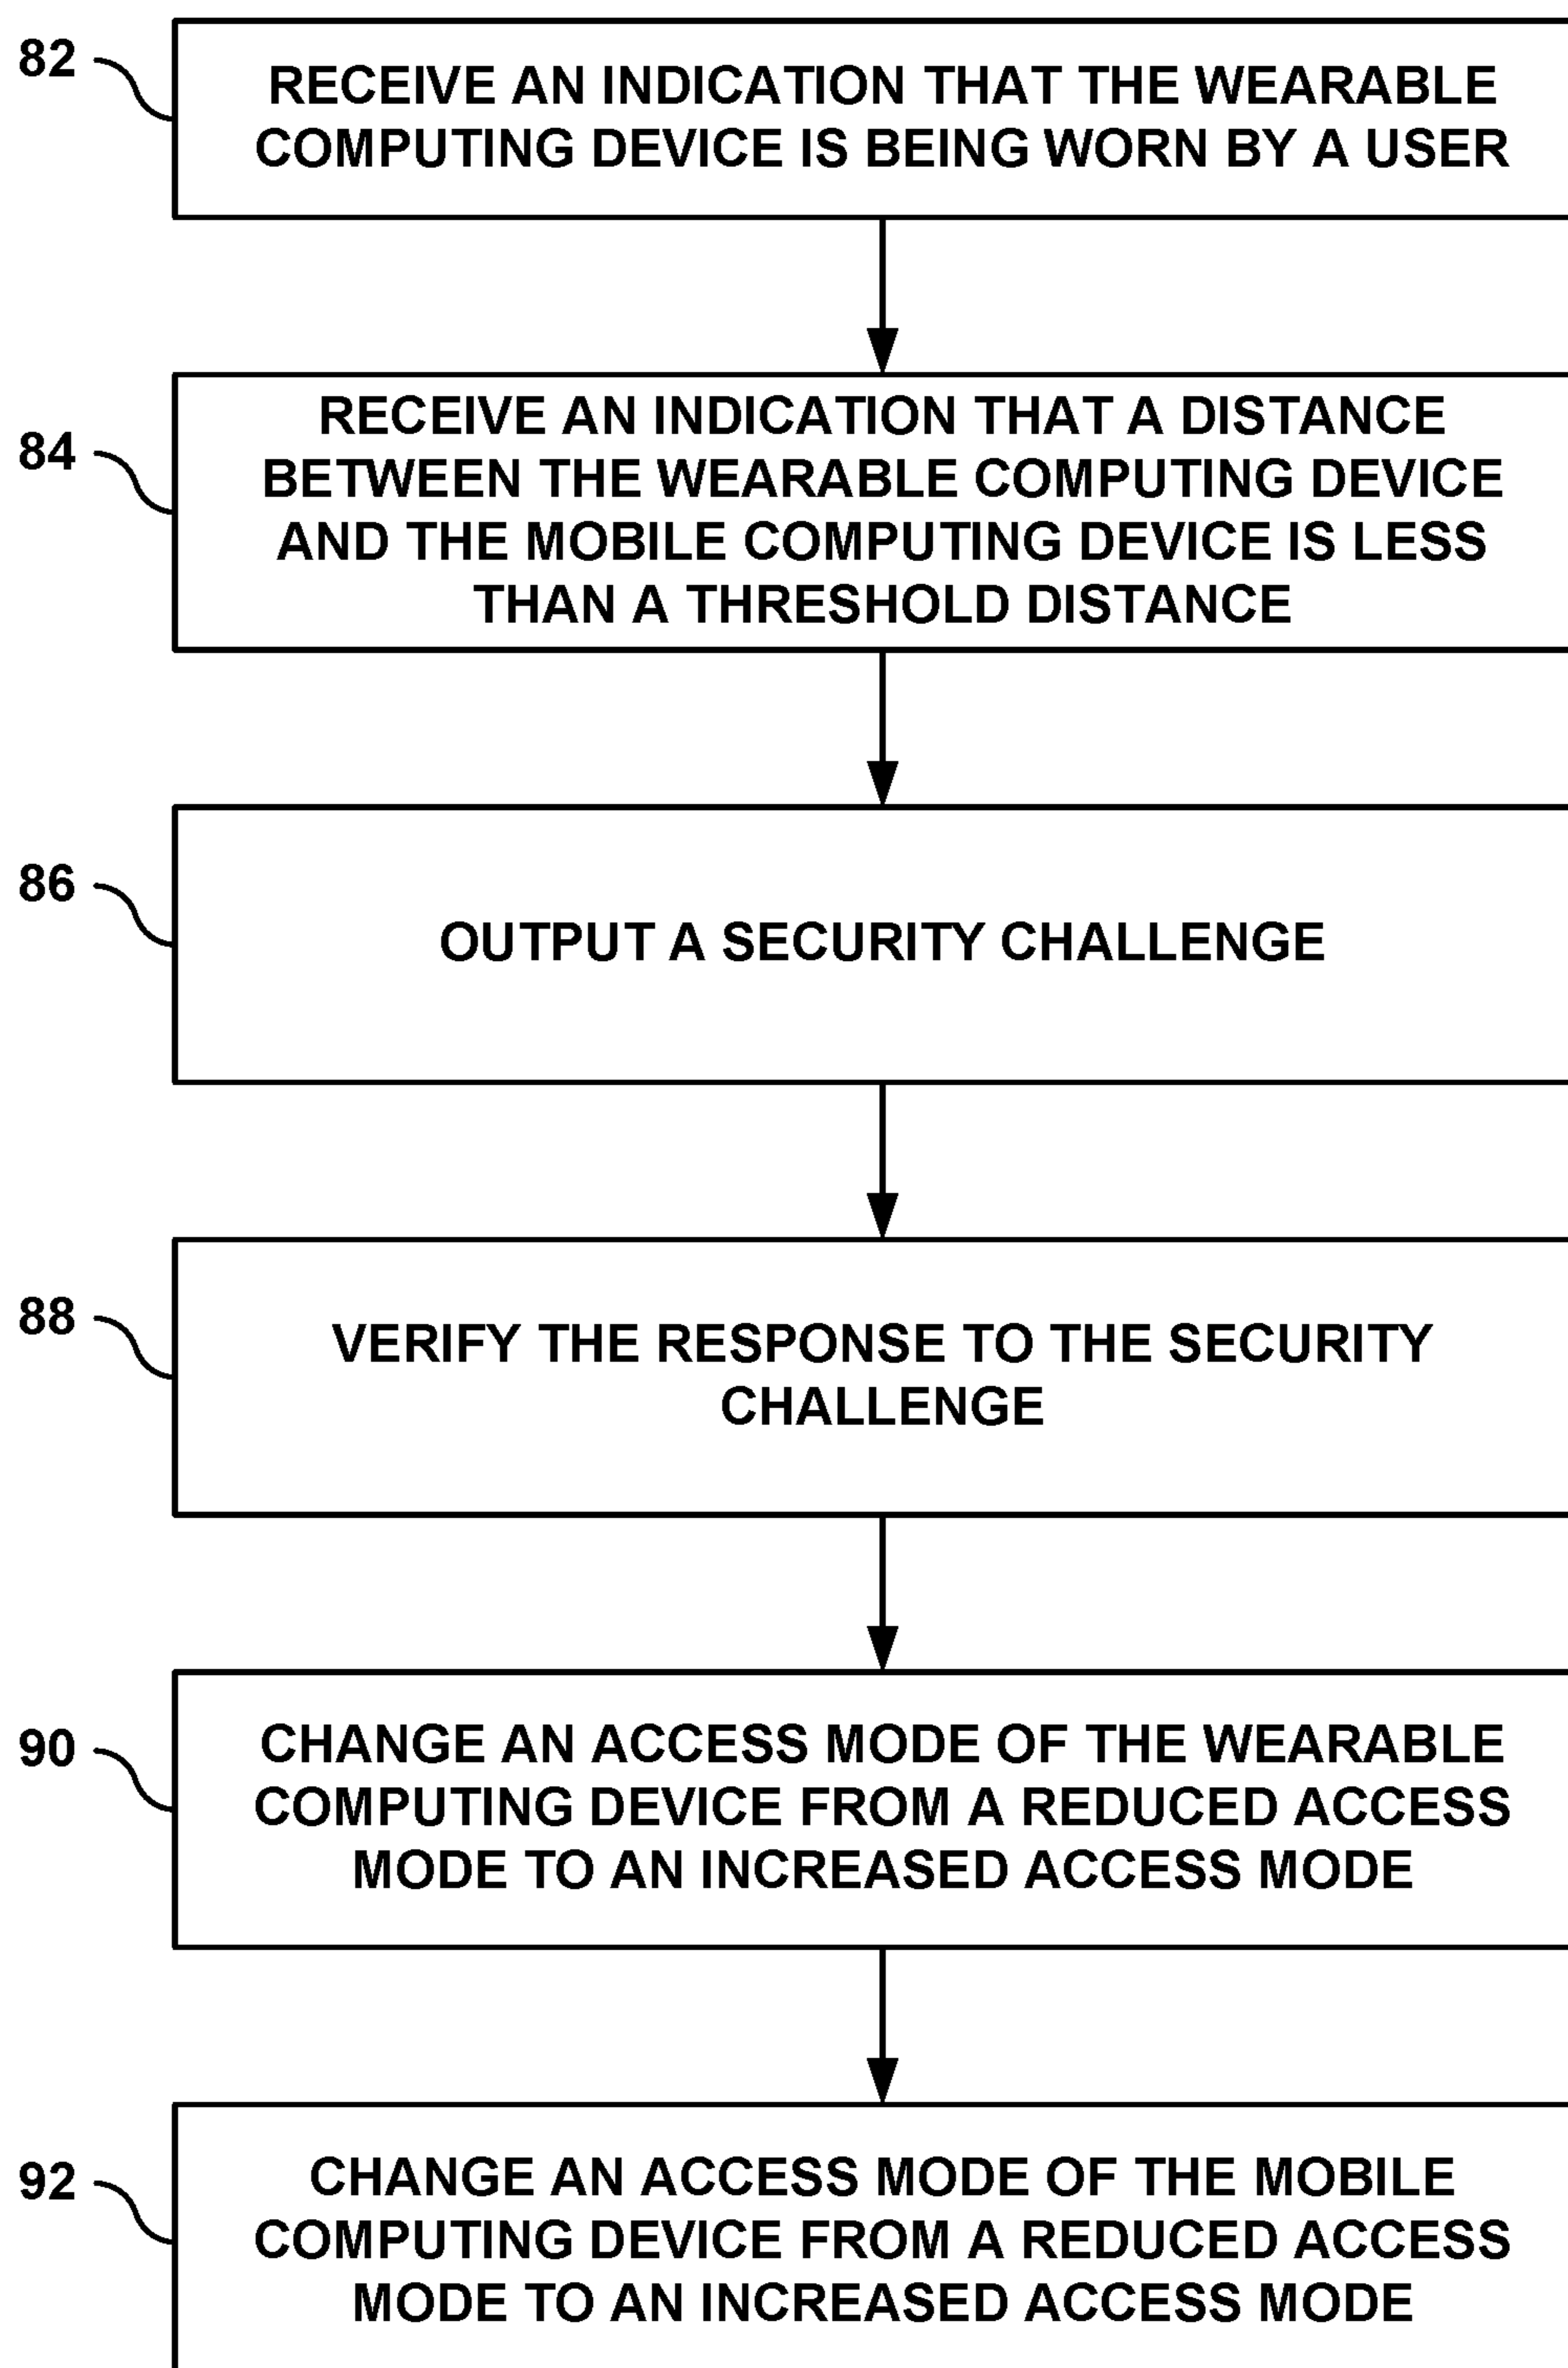 82
RECEIVE AN INDICATION THAT THE WEARABLE
COMPUTING DEVICE IS BEING WORN BY A USER
84
RECEIVE AN INDICATION THAT A DISTANCE
BETWEEN THE WEARABLE COMPUTING DEVICE
AND THE MOBILE COMPUTING DEVICE IS LESS
THAN A THRESHOLD DISTANCE
86
OUTPUT A SECURITY CHALLENGE
88
VERIFY THE RESPONSE TO THE SECURITY
CHALLENGE
90
CHANGE AN ACCESS MODE OF THE WEARABLE
COMPUTING DEVICE FROM A REDUCED ACCESS
MODE TO AN INCREASED ACCESS MODE
92
CHANGE AN ACCESS MODE OF THE MOBILE
COMPUTING DEVICE FROM A REDUCED ACCESS
MODE TO AN INCREASED ACCESS MODE